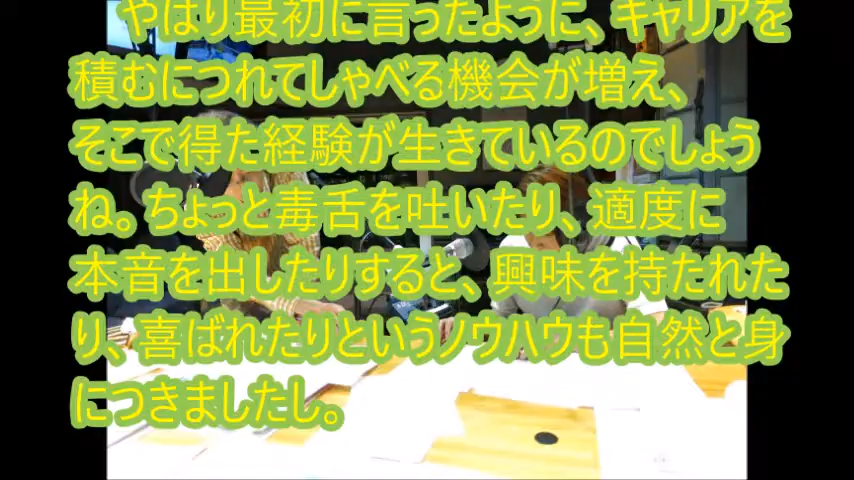 やはり最初に言ったように、キャリアを
積むにつれてしゃべる機会が増え、
そこで得た経験が生きているのでしょう
ね。ちょっと毒舌を吐いたり、適度に
本音を出したりすると、興味を持たれた
り、喜ばれたりというノウハウも自然と身
につきましたし。